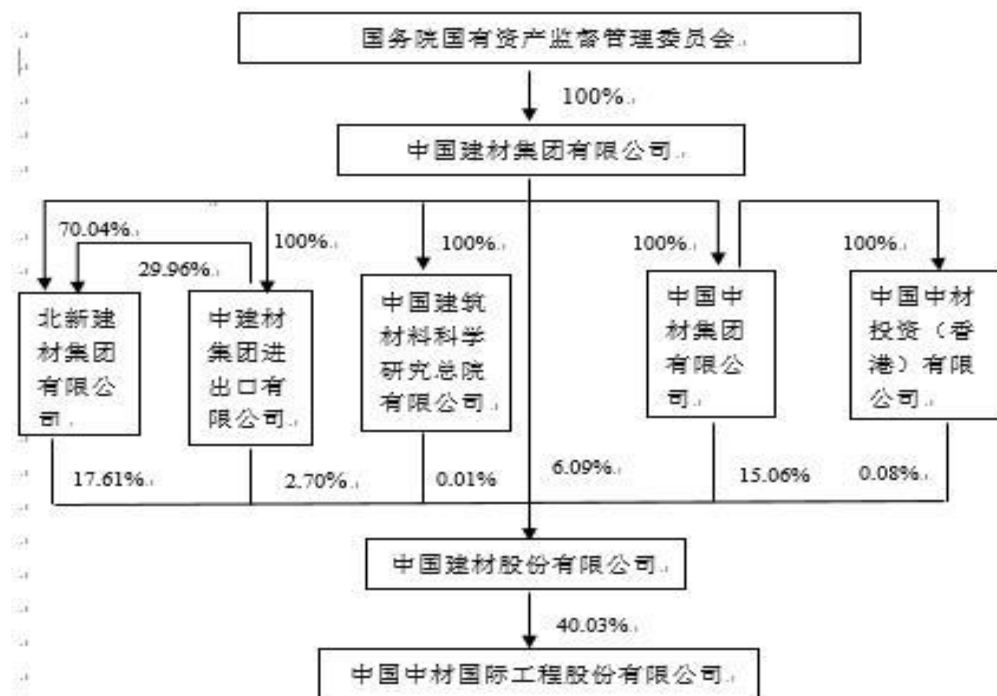 国务院国有资产监督管理委员会
100%
中国建材集团有限公司
70.04%
100%
100%
100%
100%
29.96%
北新建
材集团
有限公
司
中建材
集团进
出口有
限公司
中国建筑
材料科学
研究总院
有限公司
中国中
材集团
有限公
司
中国中材
投资（香
港）有限
公司
17.61%
2.70%
0.01%
6.09%
15.06%
0.08%
中国建材股份有限公司
40.03%
中国中材国际工程股份有限公司